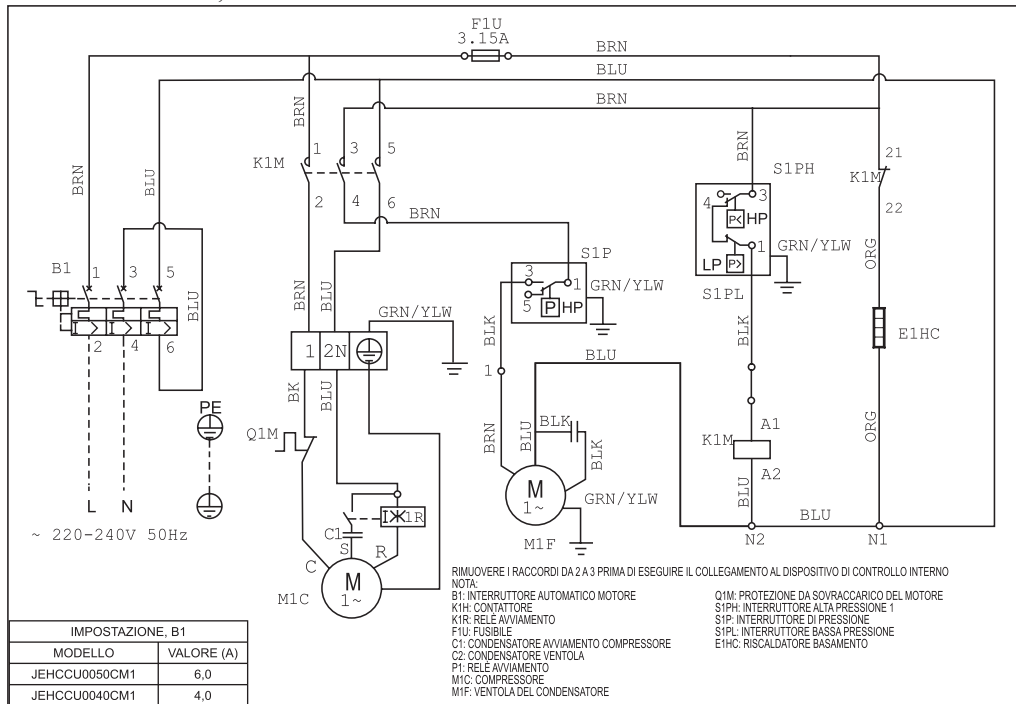 F1U
3.15A
BRN
BLU
BRN
BRN
BLU
BRN
BRN
1 3 5
K1M
2 4 6
BRN
B1
1 3 5
BLU
2 4 6
PE
L N
~ 220-240V 50Hz
BRN
BLU
GRN/YLW
1 2N
BK
BLU
Q1M
C1
1R
S
R
C
M
1~
M1C
S1P
3
1
5
P HP
GRN/YLW
BLK
1
BLU
BRN
BLU
BLK
BLK
M
1~
GRN/YLW
M1F
S1PH
4 3
P< HP
1
LP P>
GRN/YLW
S1PL
BLK
A1
K1M
A2
BLU
N2
BLU
N1
21
K1M
22
ORG
E1HC
ORG
RIMUOVERE I RACCORDI DA 2 A 3 PRIMA DI ESEGUIRE IL COLLEGAMENTO AL DISPOSITIVO DI CONTROLLO INTERNO
NOTA:
B1: INTERRUTTORE AUTOMATICO MOTORE
K1H: CONTATTORE
K1R: RELÈ AVVIAMENTO
F1U: FUSIBILE
C1: CONDENSATORE AVVIAMENTO COMPRESSORE
C2: CONDENSATORE VENTOLA
P1: RELÈ AVVIAMENTO
M1C: COMPRESSORE
M1F: VENTOLA DEL CONDENSATORE
Q1M: PROTEZIONE DA SOVRACCARICO DEL MOTORE
S1PH: INTERRUTTORE ALTA PRESSIONE 1
S1P: INTERRUTTORE DI PRESSIONE
S1PL: INTERRUTTORE BASSA PRESSIONE
E1HC: RISCALDATORE BASAMENTO
IMPOSTAZIONE, B1
MODELLO VALORE (A)
JEHCCU0050CM1 6,0
JEHCCU0040CM1 4,0